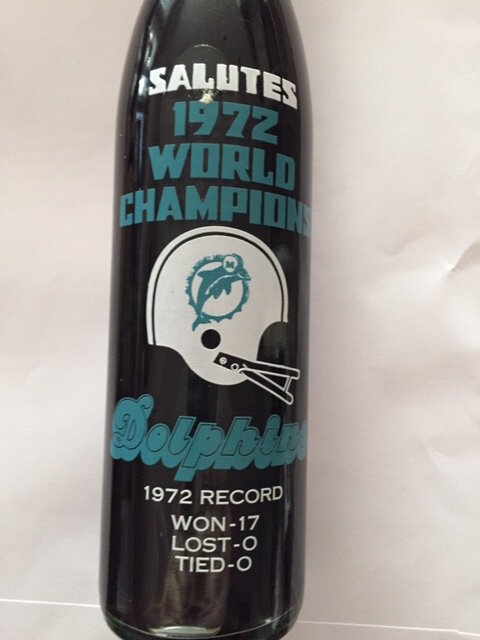 SALUTES
1972
WORLD
CHAMPIONS
M
Dolphins
1972 RECORD
WON-17
LOST-0
TIED-0